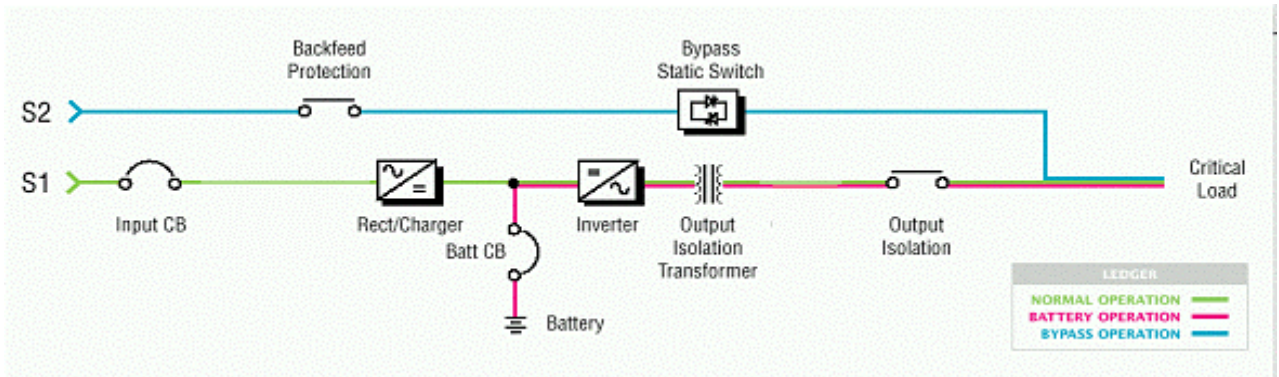 Backfeed
Protection
Bypass
Static Switch
S2
S1
Critical
Load
Input CB
Rect/Charger
Batt CB
Inverter
Output
Isolation
Transformer
Output
Isolation
Battery
LEDGER
NORMAL OPERATION
BATTERY OPERATION
BYPASS OPERATION